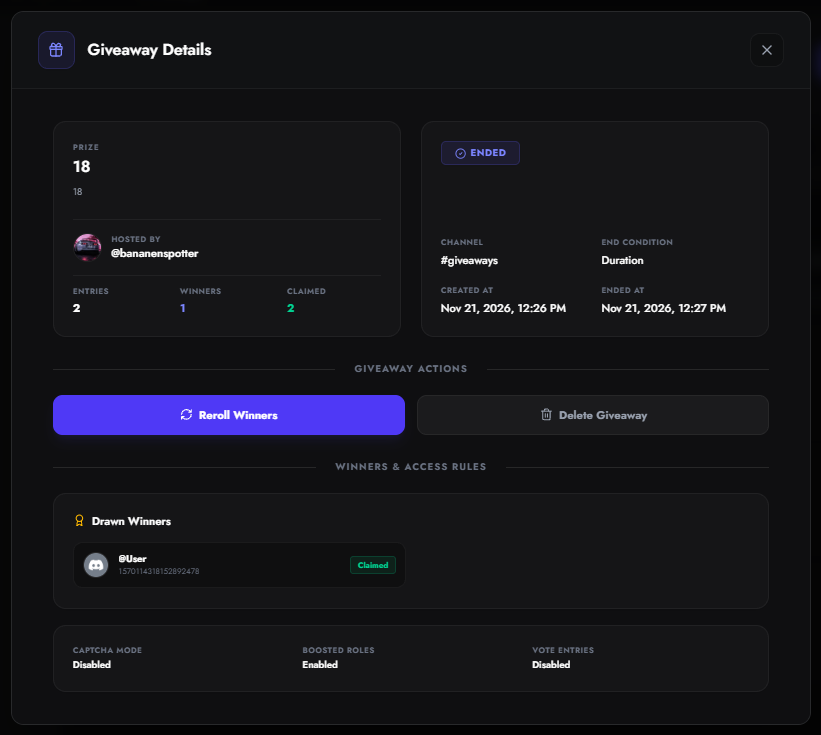 Giveaway Details
PRIZE
18
18
HOSTED BY
@bananenspotter
ENTRIES WINNERS CLAIMED
2 1 2
ENDED
CHANNEL END CONDITION
#giveaways Duration
CREATED AT ENDED AT
Nov 21, 2026, 12:26 PM Nov 21, 2026, 12:27 PM
GIVEAWAY ACTIONS
Reroll Winners Delete Giveaway
WINNERS & ACCESS RULES
Drawn Winners
@User
1570114318152892478
Claimed
CAPTCHA MODE BOOSTED ROLES VOTE ENTRIES
Disabled Enabled Disabled